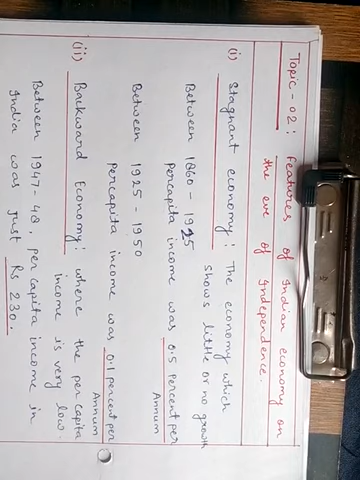 Topic-02: Features of Indian economy on
the eve of Independence.
(i) Stagnant economy: The economy which
shows little or no growth
Between 1860-1925
Percapita income was 0.5 percent per
Annum
Between 1925-1950
Percapita income was 0.1 percent per
Annum
(ii) Backward Economy: where the per capita
income is very low.
Between 1947-48, per capita income in
India was just Rs 230.